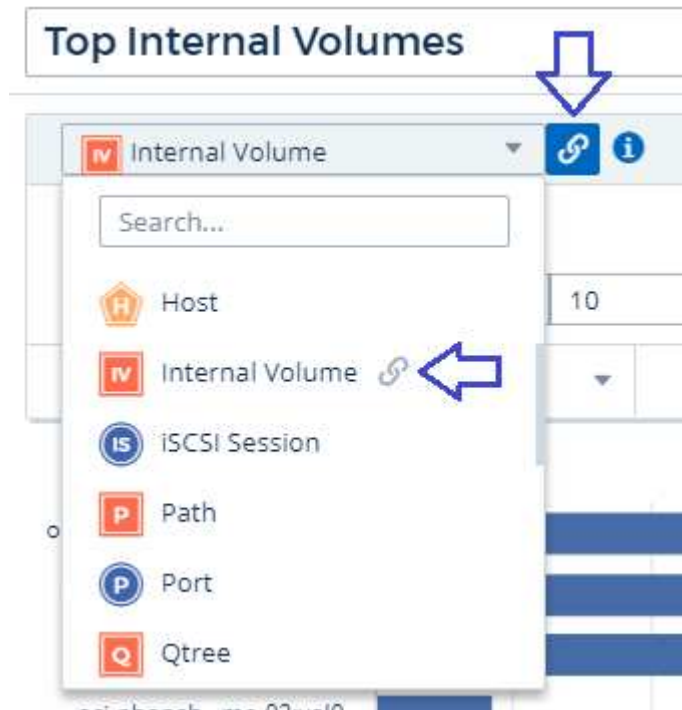 Top Internal Volumes
IV Internal Volume
i
Search...
H Host
10
IV Internal Volume
IS iSCSI Session
P Path
o
P Port
Q Qtree